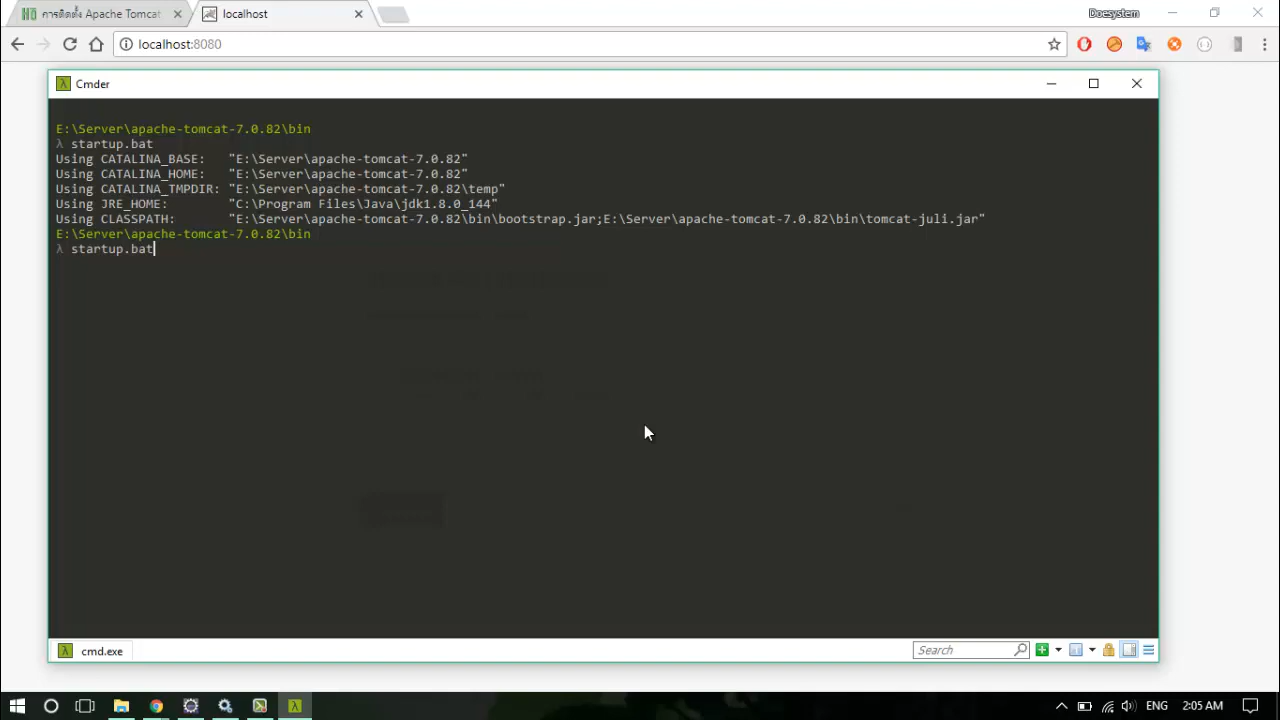 การติดตั้ง Apache Tomcat
localhost
Doesystem
localhost:8080
Cmder
E:\Server\apache-tomcat-7.0.82\bin
λ startup.bat
Using CATALINA_BASE:   "E:\Server\apache-tomcat-7.0.82"
Using CATALINA_HOME:   "E:\Server\apache-tomcat-7.0.82"
Using CATALINA_TMPDIR: "E:\Server\apache-tomcat-7.0.82\temp"
Using JRE_HOME:        "C:\Program Files\Java\jdk1.8.0_144"
Using CLASSPATH:       "E:\Server\apache-tomcat-7.0.82\bin\bootstrap.jar;E:\Server\apache-tomcat-7.0.82\bin\tomcat-juli.jar"
E:\Server\apache-tomcat-7.0.82\bin
λ startup.bat
cmd.exe
Search
ENG
2:05 AM